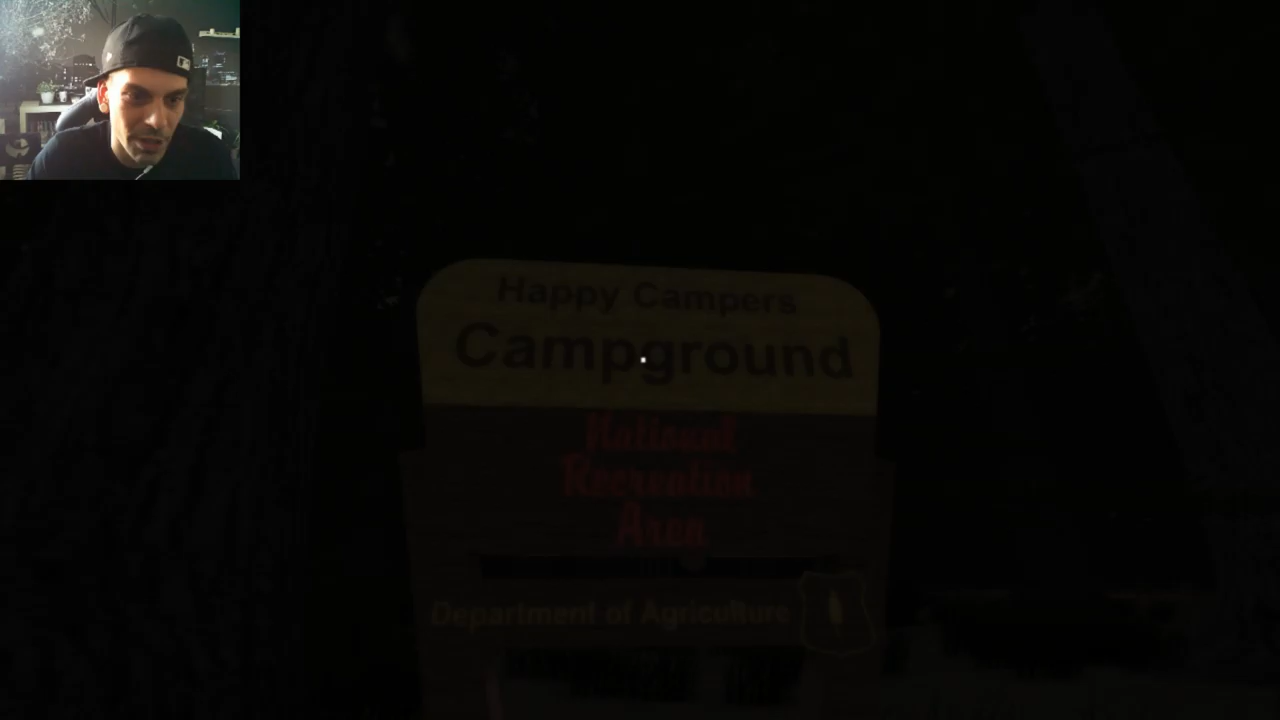 Happy Campers
Campground
National
Recreation
Area
Department of Agriculture